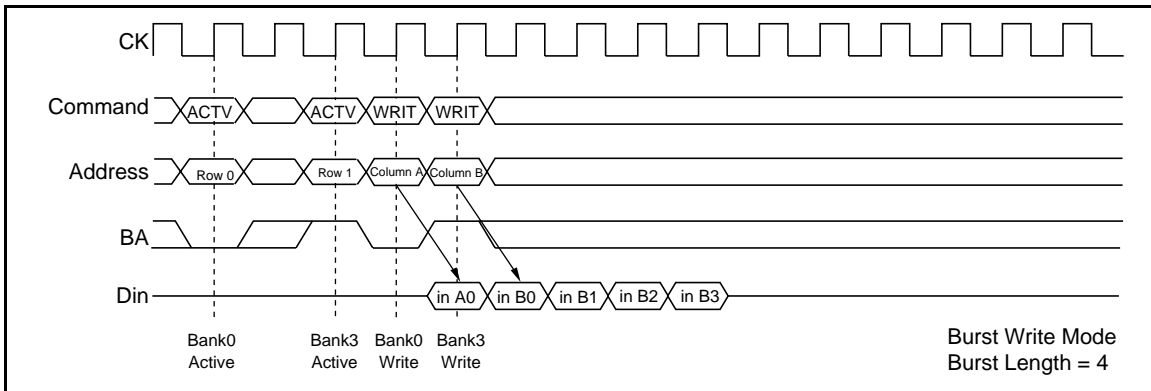 CK
Command ACTV ACTV WRIT WRIT
Address Row 0 Row 1 Column A Column B
BA
Din in A0 in B0 in B1 in B2 in B3
Bank0 Bank3 Bank0 Bank3
Active Active Write Write
Burst Write Mode
Burst Length = 4